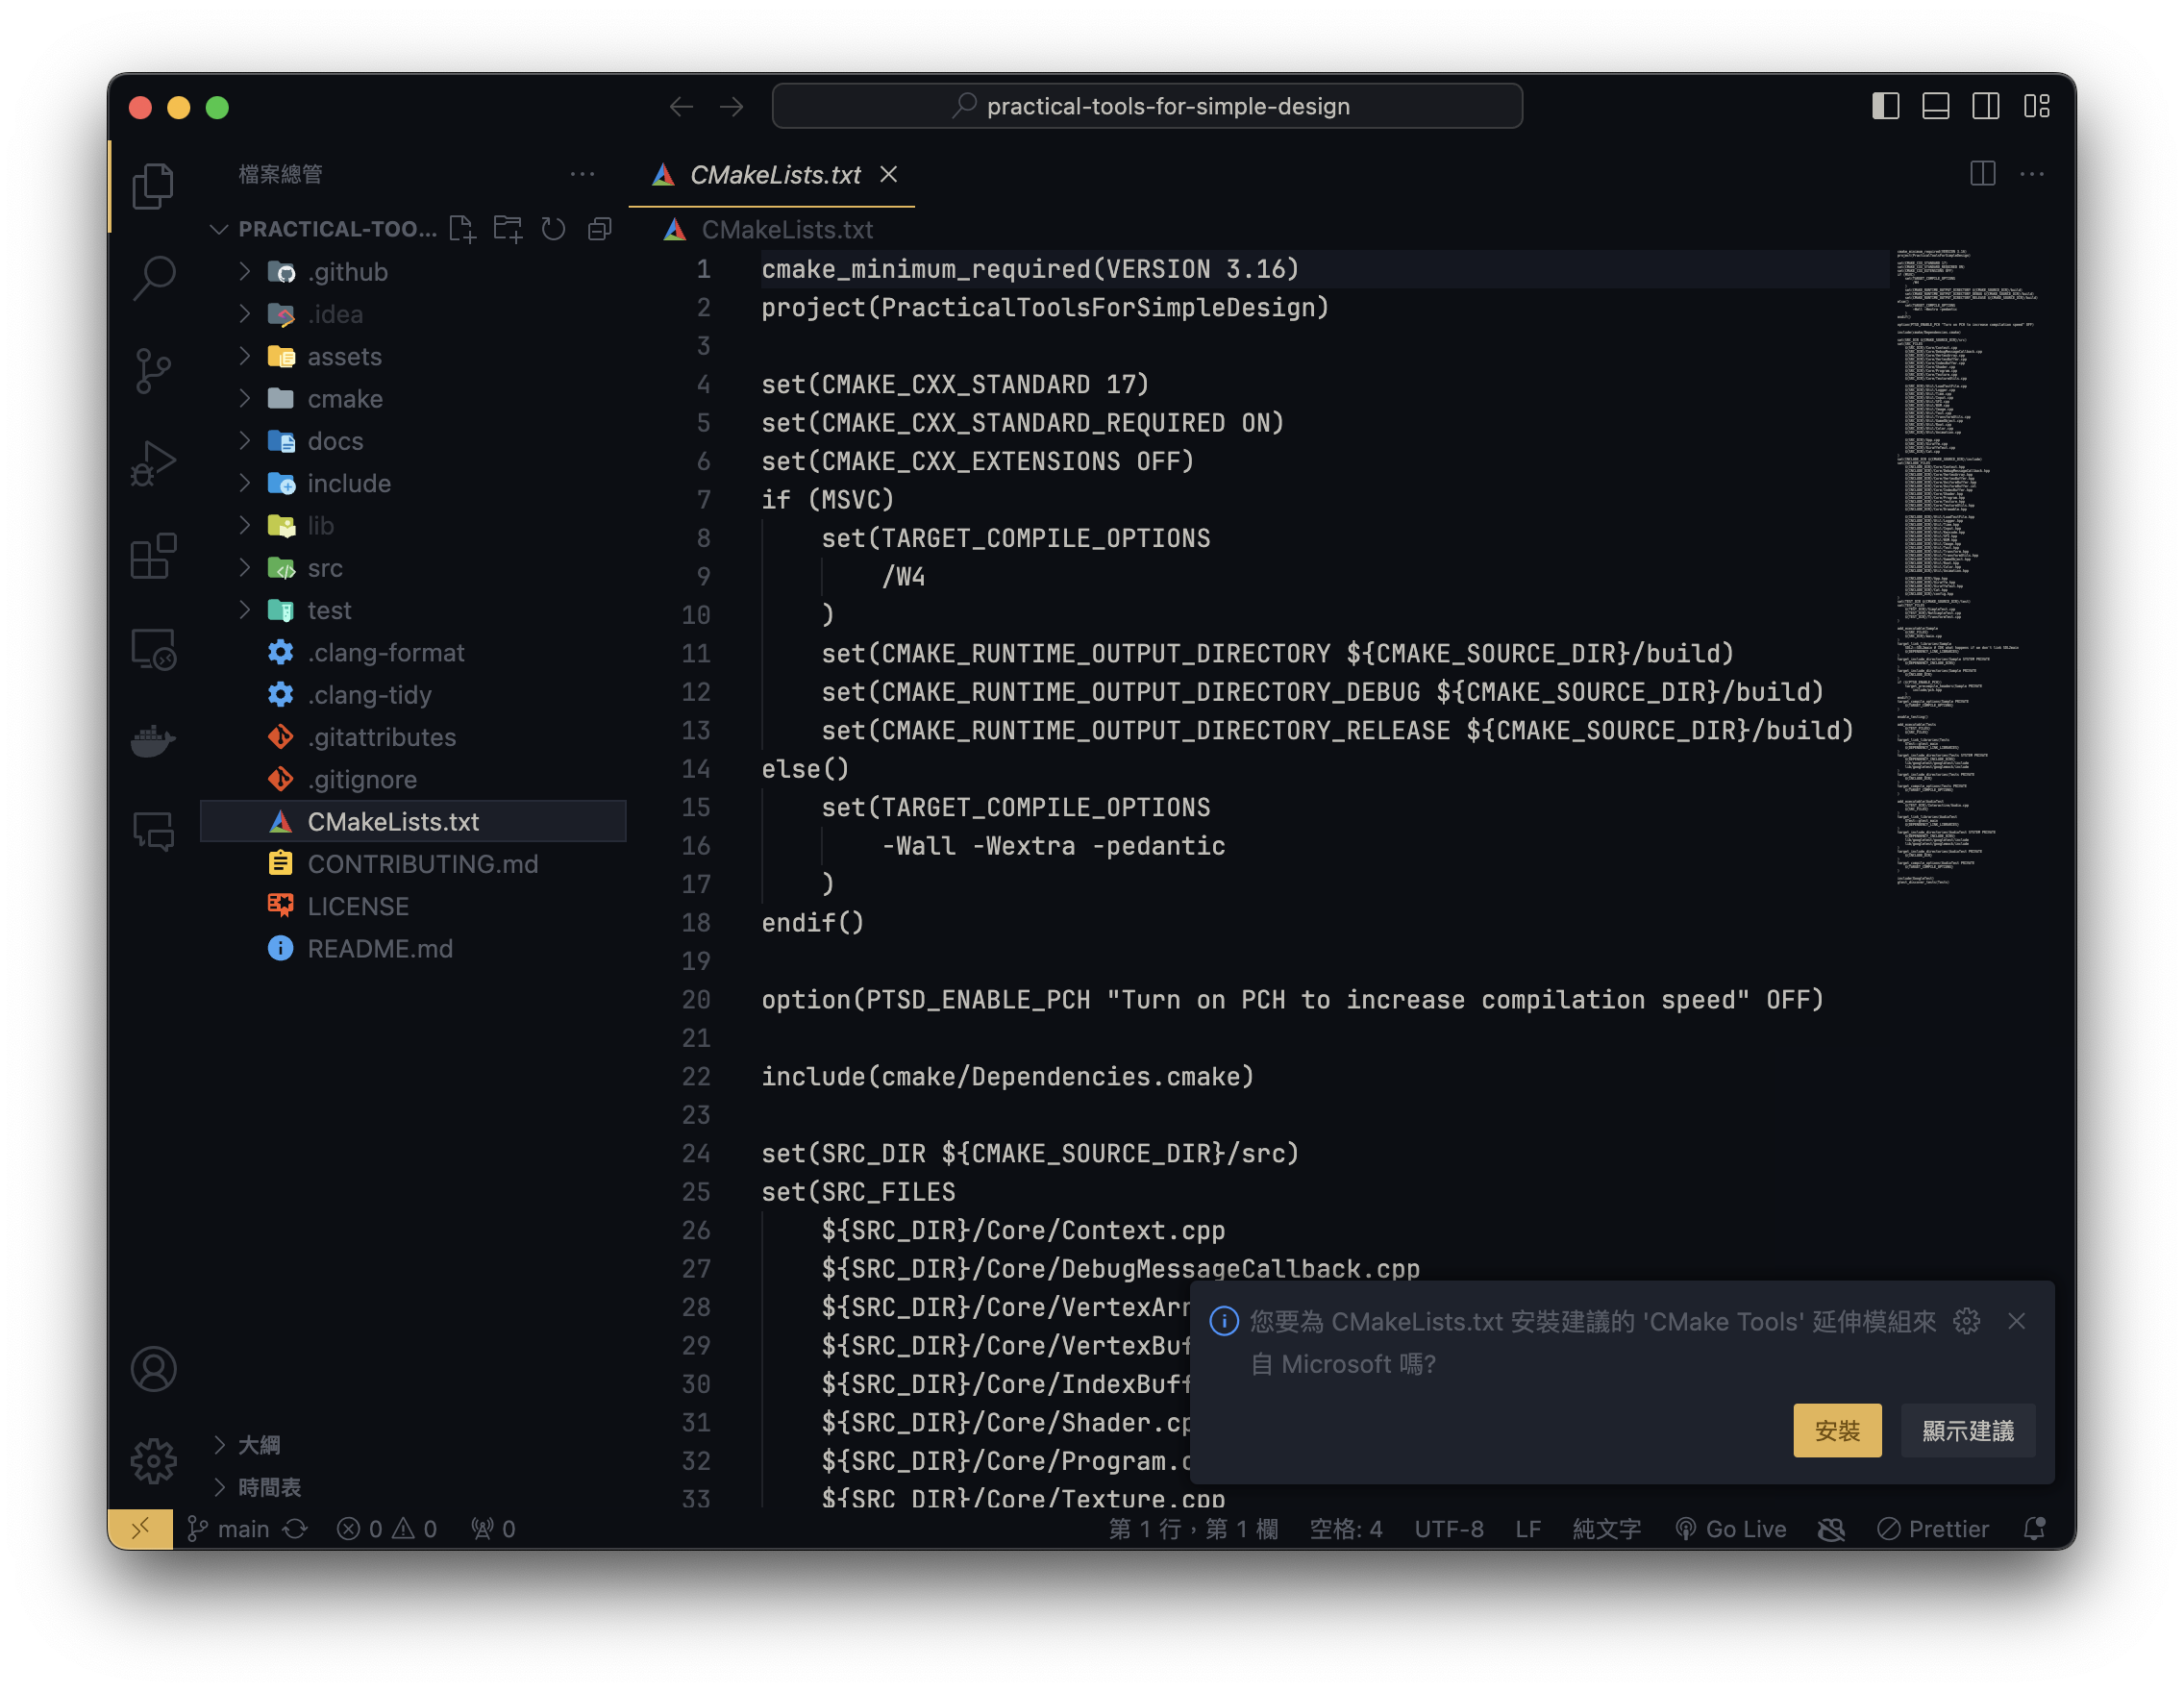 practical-tools-for-simple-design
檔案總管
PRACTICAL-TOO...
.github
.idea
assets
cmake
docs
include
lib
src
test
.clang-format
.clang-tidy
.gitattributes
.gitignore
CMakeLists.txt
CONTRIBUTING.md
LICENSE
README.md
大綱
時間表
CMakeLists.txt
CMakeLists.txt
1 cmake_minimum_required(VERSION 3.16)
2 project(PracticalToolsForSimpleDesign)
3
4 set(CMAKE_CXX_STANDARD 17)
5 set(CMAKE_CXX_STANDARD_REQUIRED ON)
6 set(CMAKE_CXX_EXTENSIONS OFF)
7 if (MSVC)
8 set(TARGET_COMPILE_OPTIONS
9 /W4
10 )
11 set(CMAKE_RUNTIME_OUTPUT_DIRECTORY ${CMAKE_SOURCE_DIR}/build)
12 set(CMAKE_RUNTIME_OUTPUT_DIRECTORY_DEBUG ${CMAKE_SOURCE_DIR}/build)
13 set(CMAKE_RUNTIME_OUTPUT_DIRECTORY_RELEASE ${CMAKE_SOURCE_DIR}/build)
14 else()
15 set(TARGET_COMPILE_OPTIONS
16 -Wall -Wextra -pedantic
17 )
18 endif()
19
20 option(PTSD_ENABLE_PCH "Turn on PCH to increase compilation speed" OFF)
21
22 include(cmake/Dependencies.cmake)
23
24 set(SRC_DIR ${CMAKE_SOURCE_DIR}/src)
25 set(SRC_FILES
26 ${SRC_DIR}/Core/Context.cpp
27 ${SRC_DIR}/Core/DebugMessageCallback.cpp
28 ${SRC_DIR}/Core/VertexArr
29 ${SRC_DIR}/Core/VertexBuf
30 ${SRC_DIR}/Core/IndexBuff
31 ${SRC_DIR}/Core/Shader.cp
32 ${SRC_DIR}/Core/Program.c
33 ${SRC_DIR}/Core/Texture.cpp
您要為 CMakeLists.txt 安裝建議的 'CMake Tools' 延伸模組來
自 Microsoft 嗎?
安裝 顯示建議
main 0 0 0 第 1 行，第 1 欄 空格: 4 UTF-8 LF 純文字 Go Live Prettier